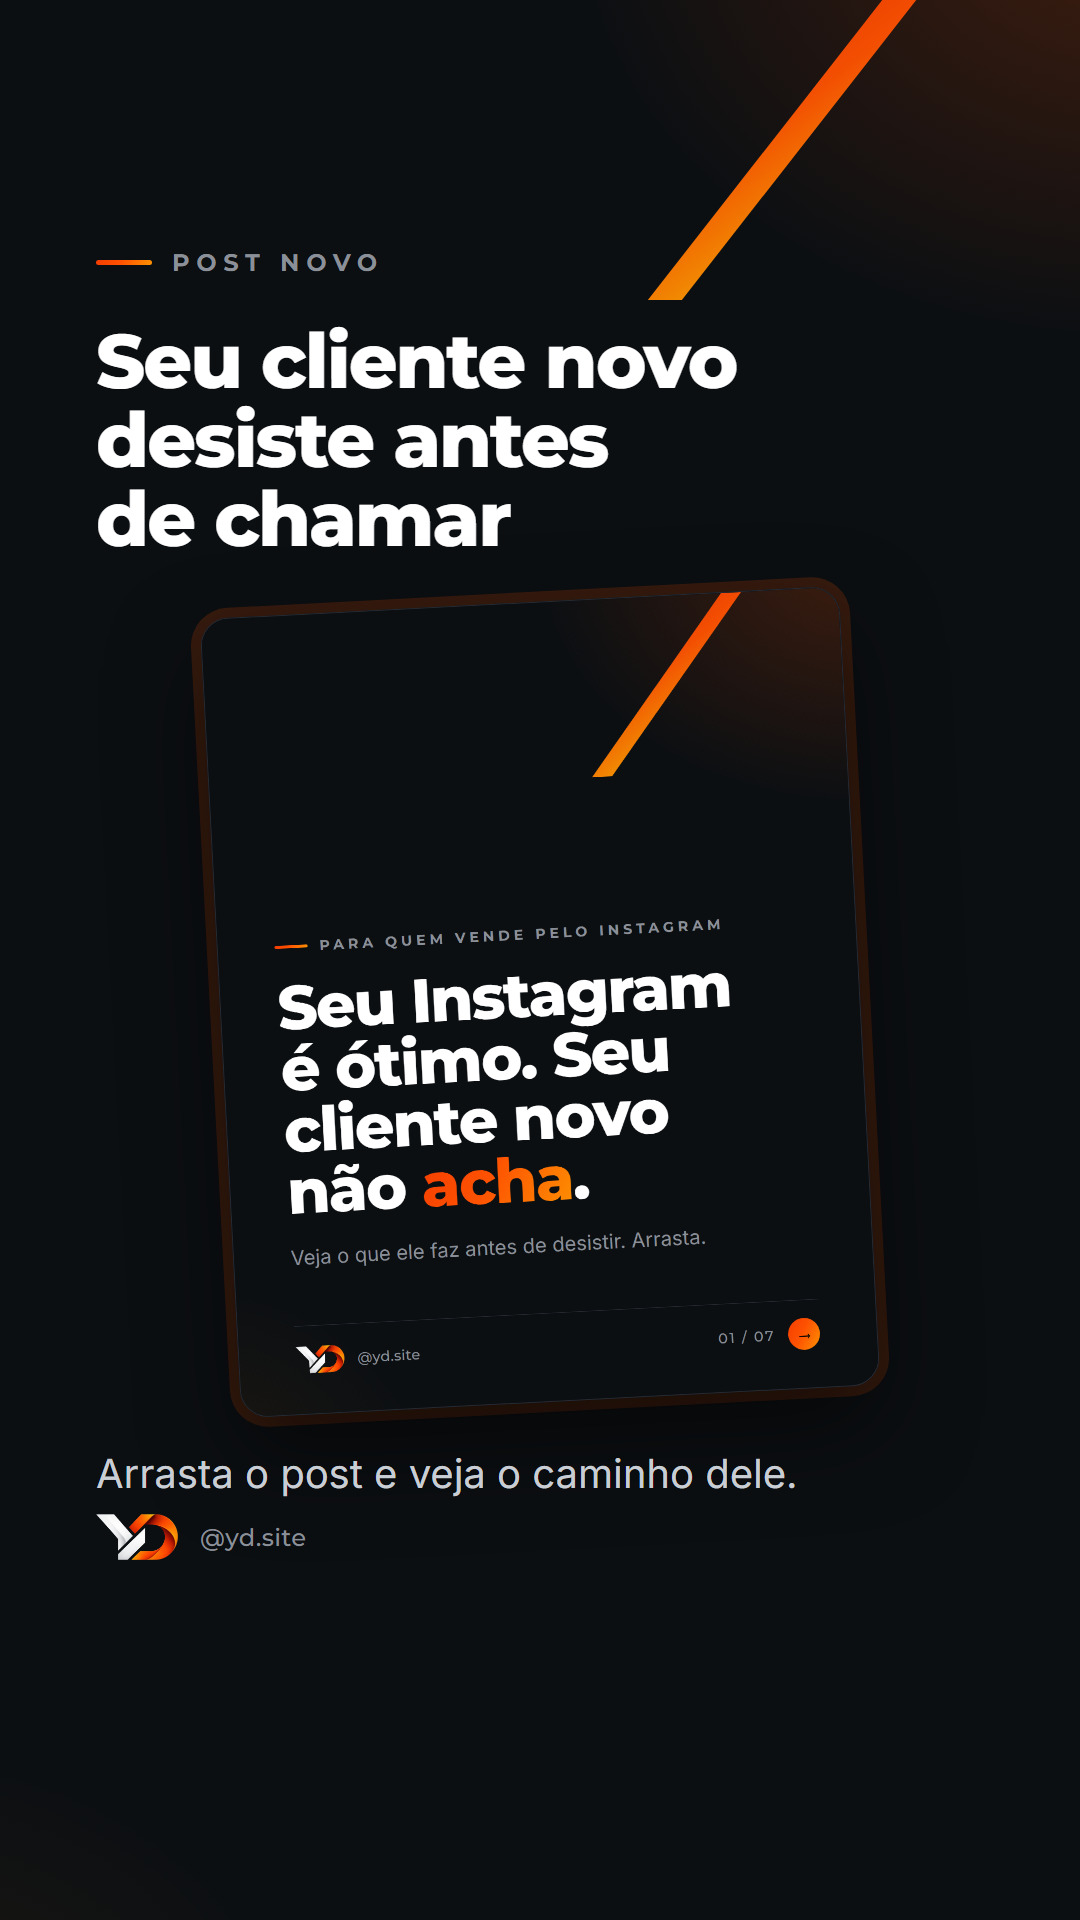 POST NOVO
Seu cliente novo
desiste antes
de chamar
PARA QUEM VENDE PELO INSTAGRAM
Seu Instagram
é ótimo. Seu
cliente novo
não acha.
Veja o que ele faz antes de desistir. Arrasta.
YD @yd.site
01 / 07 →
Arrasta o post e veja o caminho dele.
YD @yd.site